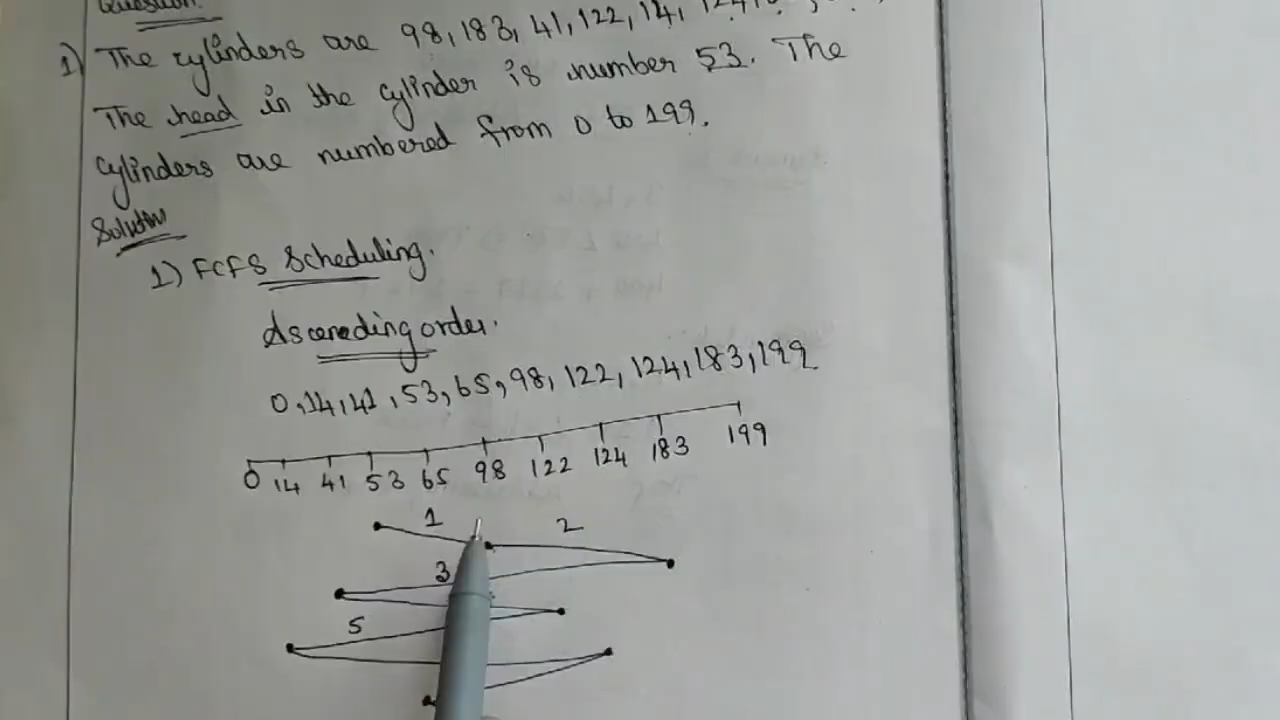 Question:
1) The cylinders are 98, 183, 41, 122, 14, 124,
The head in the cylinder is number 53. The
cylinders are numbered from 0 to 199.
Solution
1) FCFS Scheduling.
Ascenedingorder.
0,14,41,53,65,98,122,124,183,199
0 14 41 53 65 98 122 124 183 199
1 2
3
5